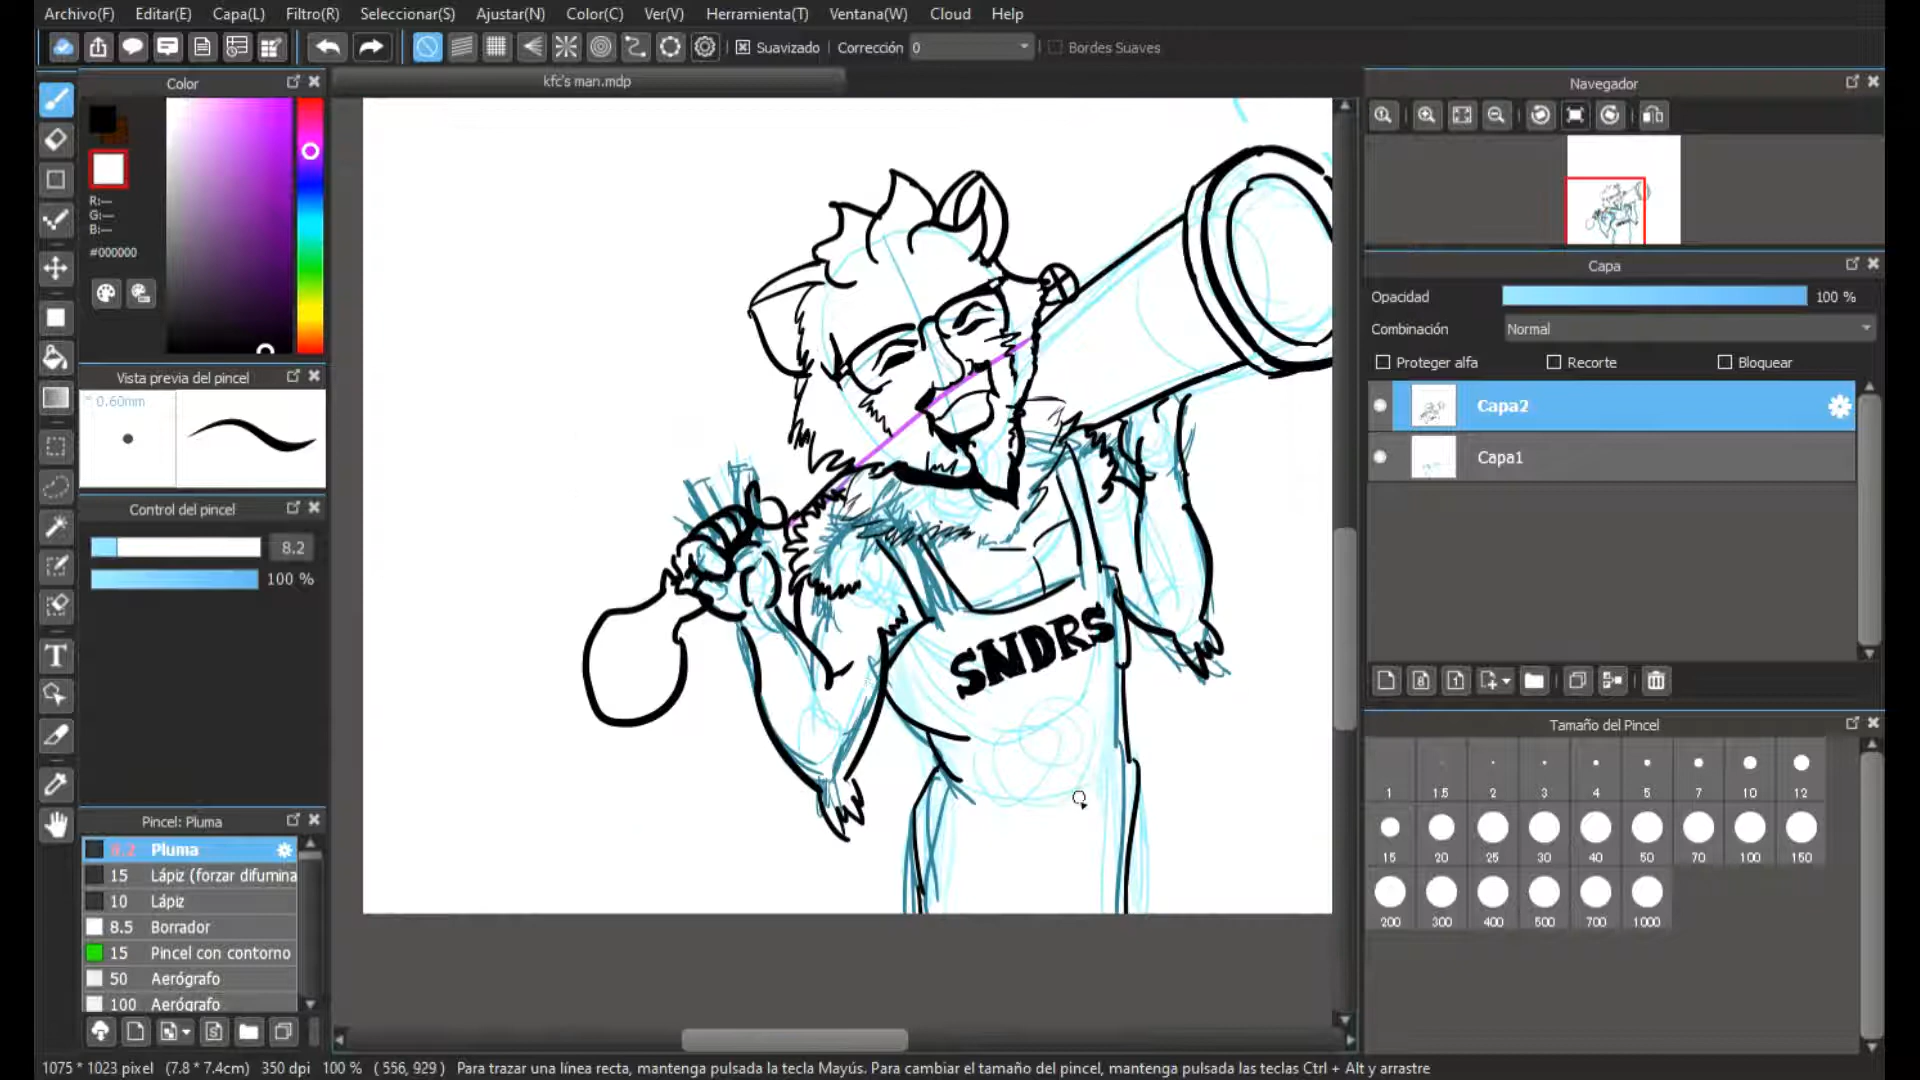 Archivo(F) Editar(E) Capa(L) Filtro(R) Seleccionar(S) Ajustar(N) Color(C) Ver(V) Herramienta(T) Ventana(W) Cloud Help
Suavizado Corrección 0 Bordes Suaves
Color
kfc's man.mdp
Navegador
R:---
G:---
B:---
#000000
Capa
Opacidad 100 %
Combinación Normal
Proteger alfa Recorte Bloquear
Vista previa del pincel
0.60mm
Capa2
Capa1
Control del pincel
8.2
100 %
SNDRS
Tamaño del Pincel
1 1.5 2 3 4 5 7 10 12
15 20 25 30 40 50 70 100 150
200 300 400 500 700 1000
Pincel: Pluma
8.2 Pluma
15 Lápiz (forzar difumina
10 Lápiz
8.5 Borrador
15 Pincel con contorno
50 Aerógrafo
100 Aerógrafo
1075 * 1023 pixel (7.8 * 7.4cm) 350 dpi 100 % ( 556, 929 ) Para trazar una línea recta, mantenga pulsada la tecla Mayús. Para cambiar el tamaño del pincel, mantenga pulsada las teclas Ctrl + Alt y arrastre